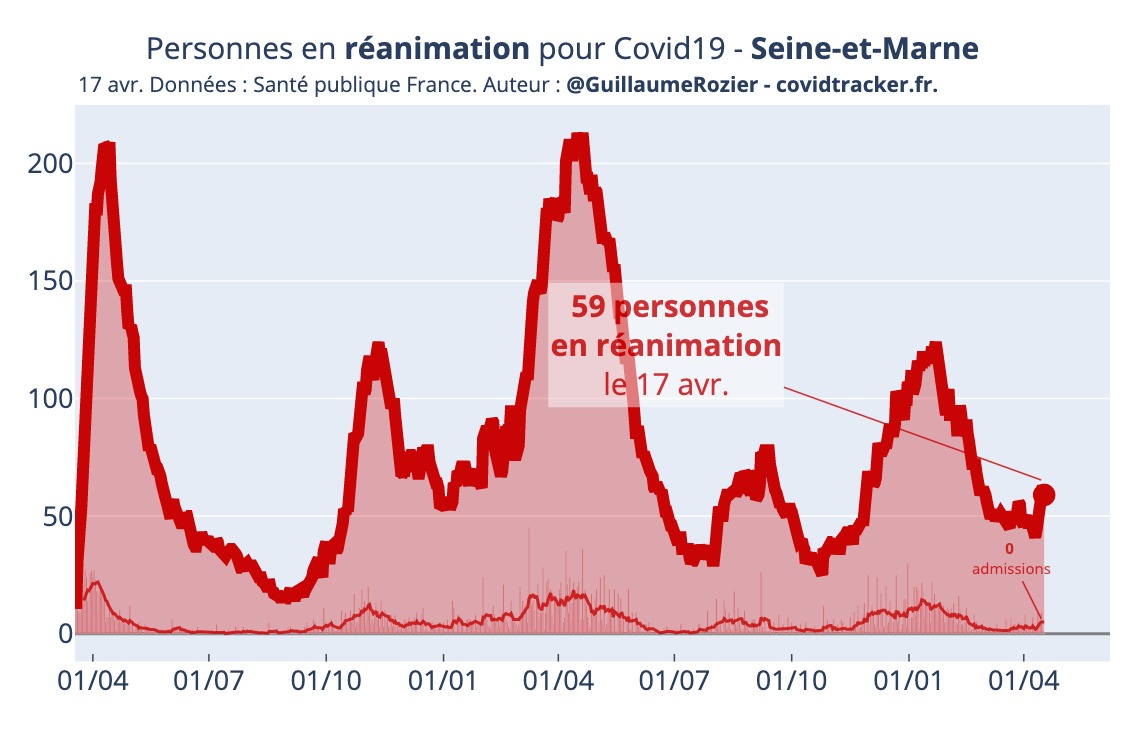 Personnes en réanimation pour Covid19 - Seine-et-Marne
17 avr. Données : Santé publique France. Auteur : @GuillaumeRozier - covidtracker.fr.
200
150
59 personnes
en réanimation
le 17 avr.
100
50
0
admissions
0
01/04 01/07 01/10 01/01 01/04 01/07 01/10 01/01 01/04